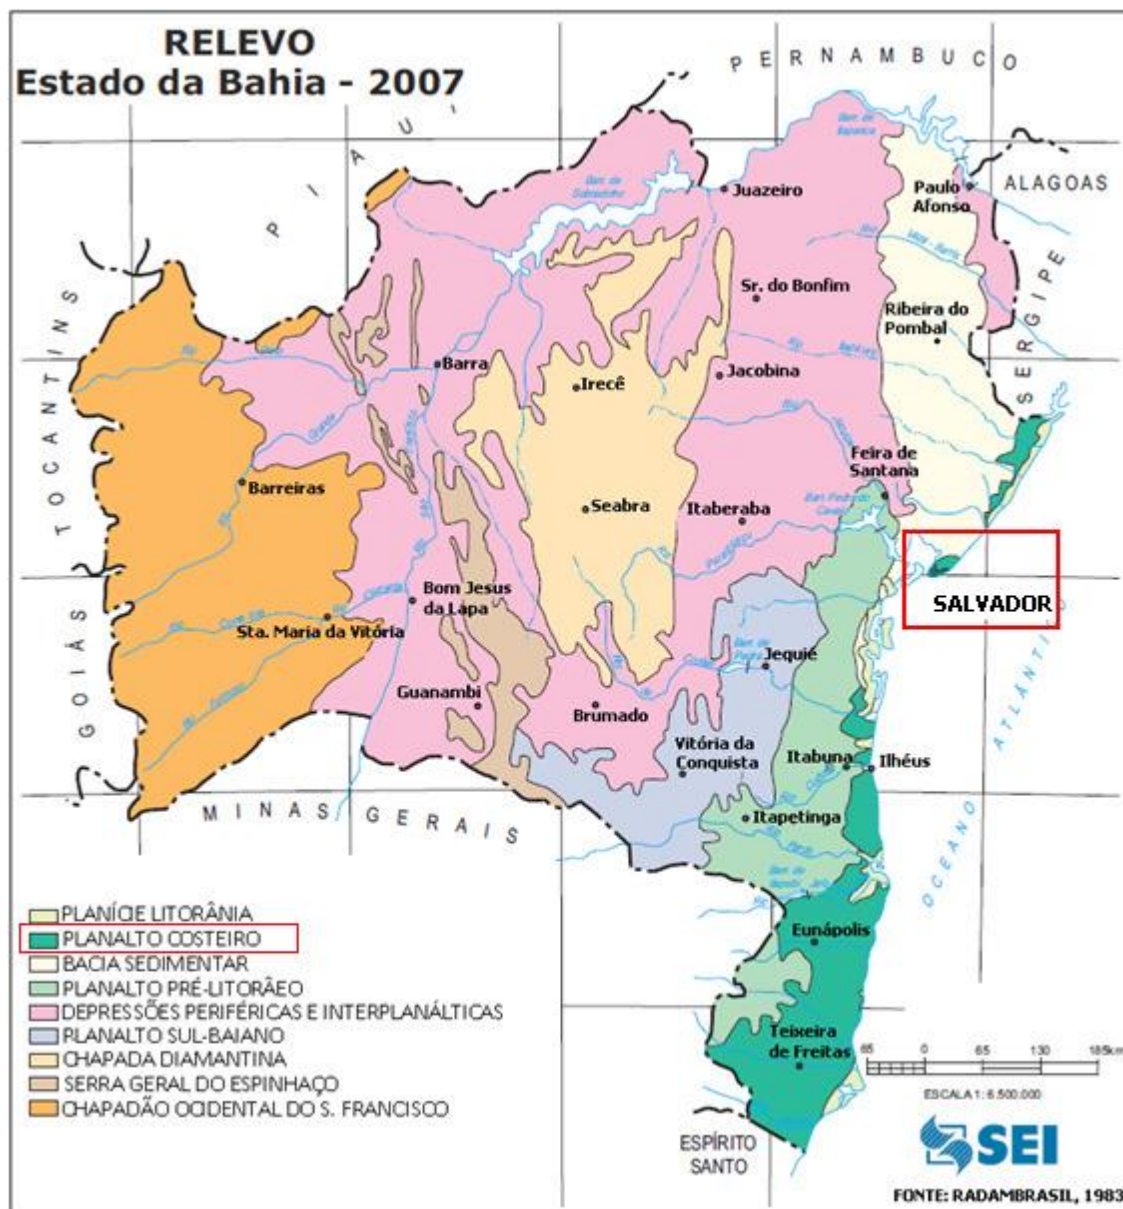 RELEVO
Estado da Bahia - 2007
PERNAMBUCO
PIAUÍ
ALAGOAS
SERGIPE
TOCANTINS
GOIÁS
MINAS GERAIS
ESPÍRITO
SANTO
OCEANO ATLÂNTICO
Juazeiro
Paulo
Afonso
Sr. do Bonfim
Ribeira do
Pombal
Barra
Irecê
Jacobina
Feira de
Santana
Barreiras
Seabra
Itaberaba
Bom Jesus
da Lapa
Sta. Maria da Vitória
SALVADOR
Jequié
Guanambi
Brumado
Vitória da
Conquista
Itabuna
Ilhéus
Itapetinga
Eunápolis
Teixeira
de Freitas
PLANÍCIE LITORÂNIA
PLANALTO COSTEIRO
BACIA SEDIMENTAR
PLANALTO PRÉ-LITORÂEO
DEPRESSÕES PERIFÉRICAS E INTERPLANÁLTICAS
PLANALTO SUL-BAIANO
CHAPADA DIAMANTINA
SERRA GERAL DO ESPINHAÇO
CHAPADÃO OCIDENTAL DO S. FRANCISCO
65 0 65 130 185km
ESCALA 1: 6.500.000
SEI
FONTE: RADAMBRASIL, 1983